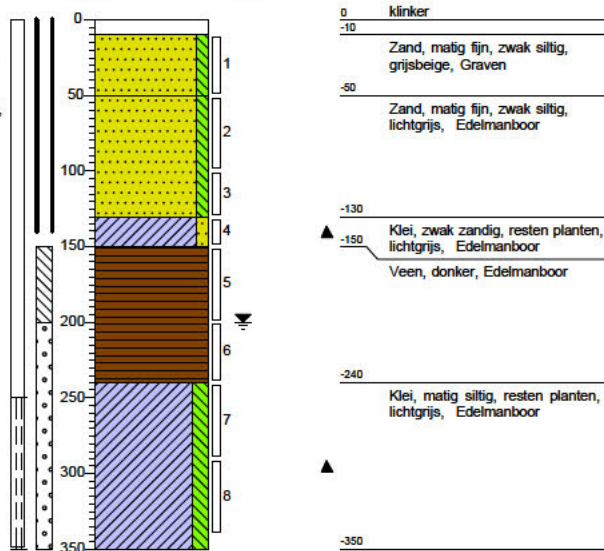 0
50
100
150
200
250
300
350
1
2
3
4
5
6
7
8
0 klinker
-10
Zand, matig fijn, zwak siltig,
grijsbeige, Graven
-50
Zand, matig fijn, zwak siltig,
lichtgrijs, Edelmanboor
-130
Klei, zwak zandig, resten planten,
lichtgrijs, Edelmanboor
-150
Veen, donker, Edelmanboor
-240
Klei, matig siltig, resten planten,
lichtgrijs, Edelmanboor
-350